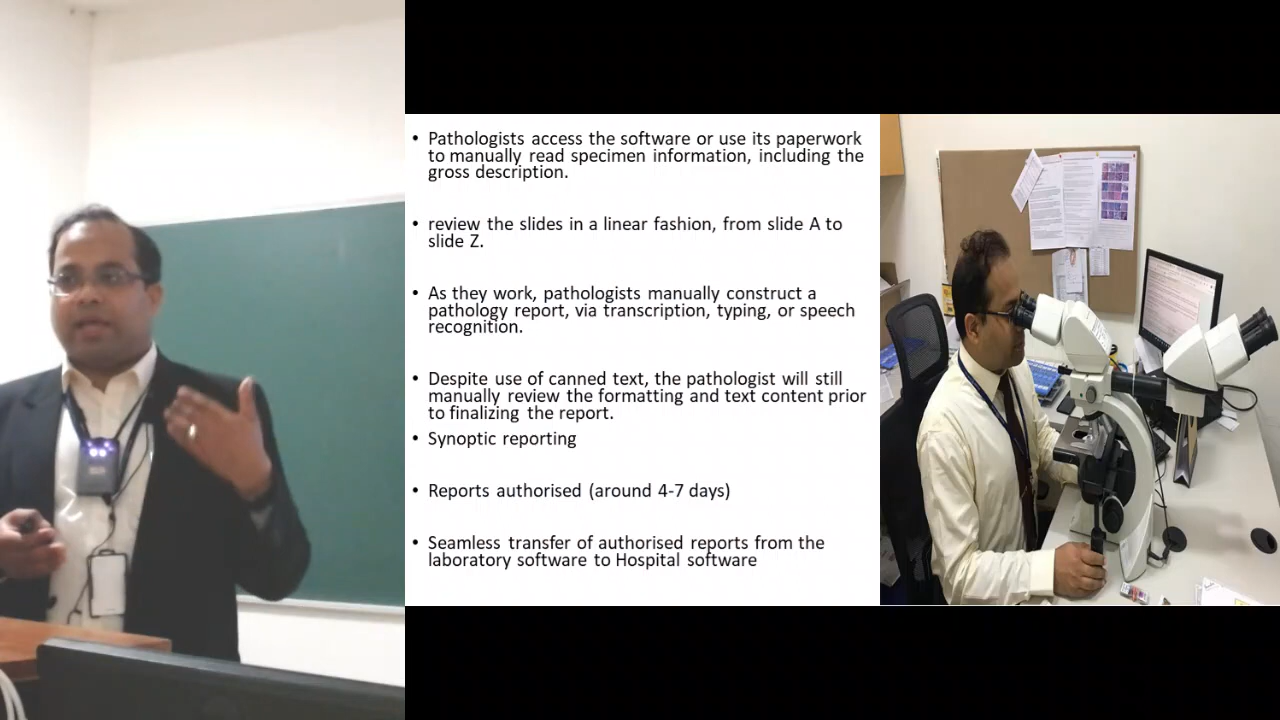 • Pathologists access the software or use its paperwork
to manually read specimen information, including the
gross description.
• review the slides in a linear fashion, from slide A to
slide Z.
• As they work, pathologists manually construct a
pathology report, via transcription, typing, or speech
recognition.
• Despite use of canned text, the pathologist will still
manually review the formatting and text content prior
to finalizing the report.
• Synoptic reporting
• Reports authorised (around 4-7 days)
• Seamless transfer of authorised reports from the
laboratory software to Hospital software